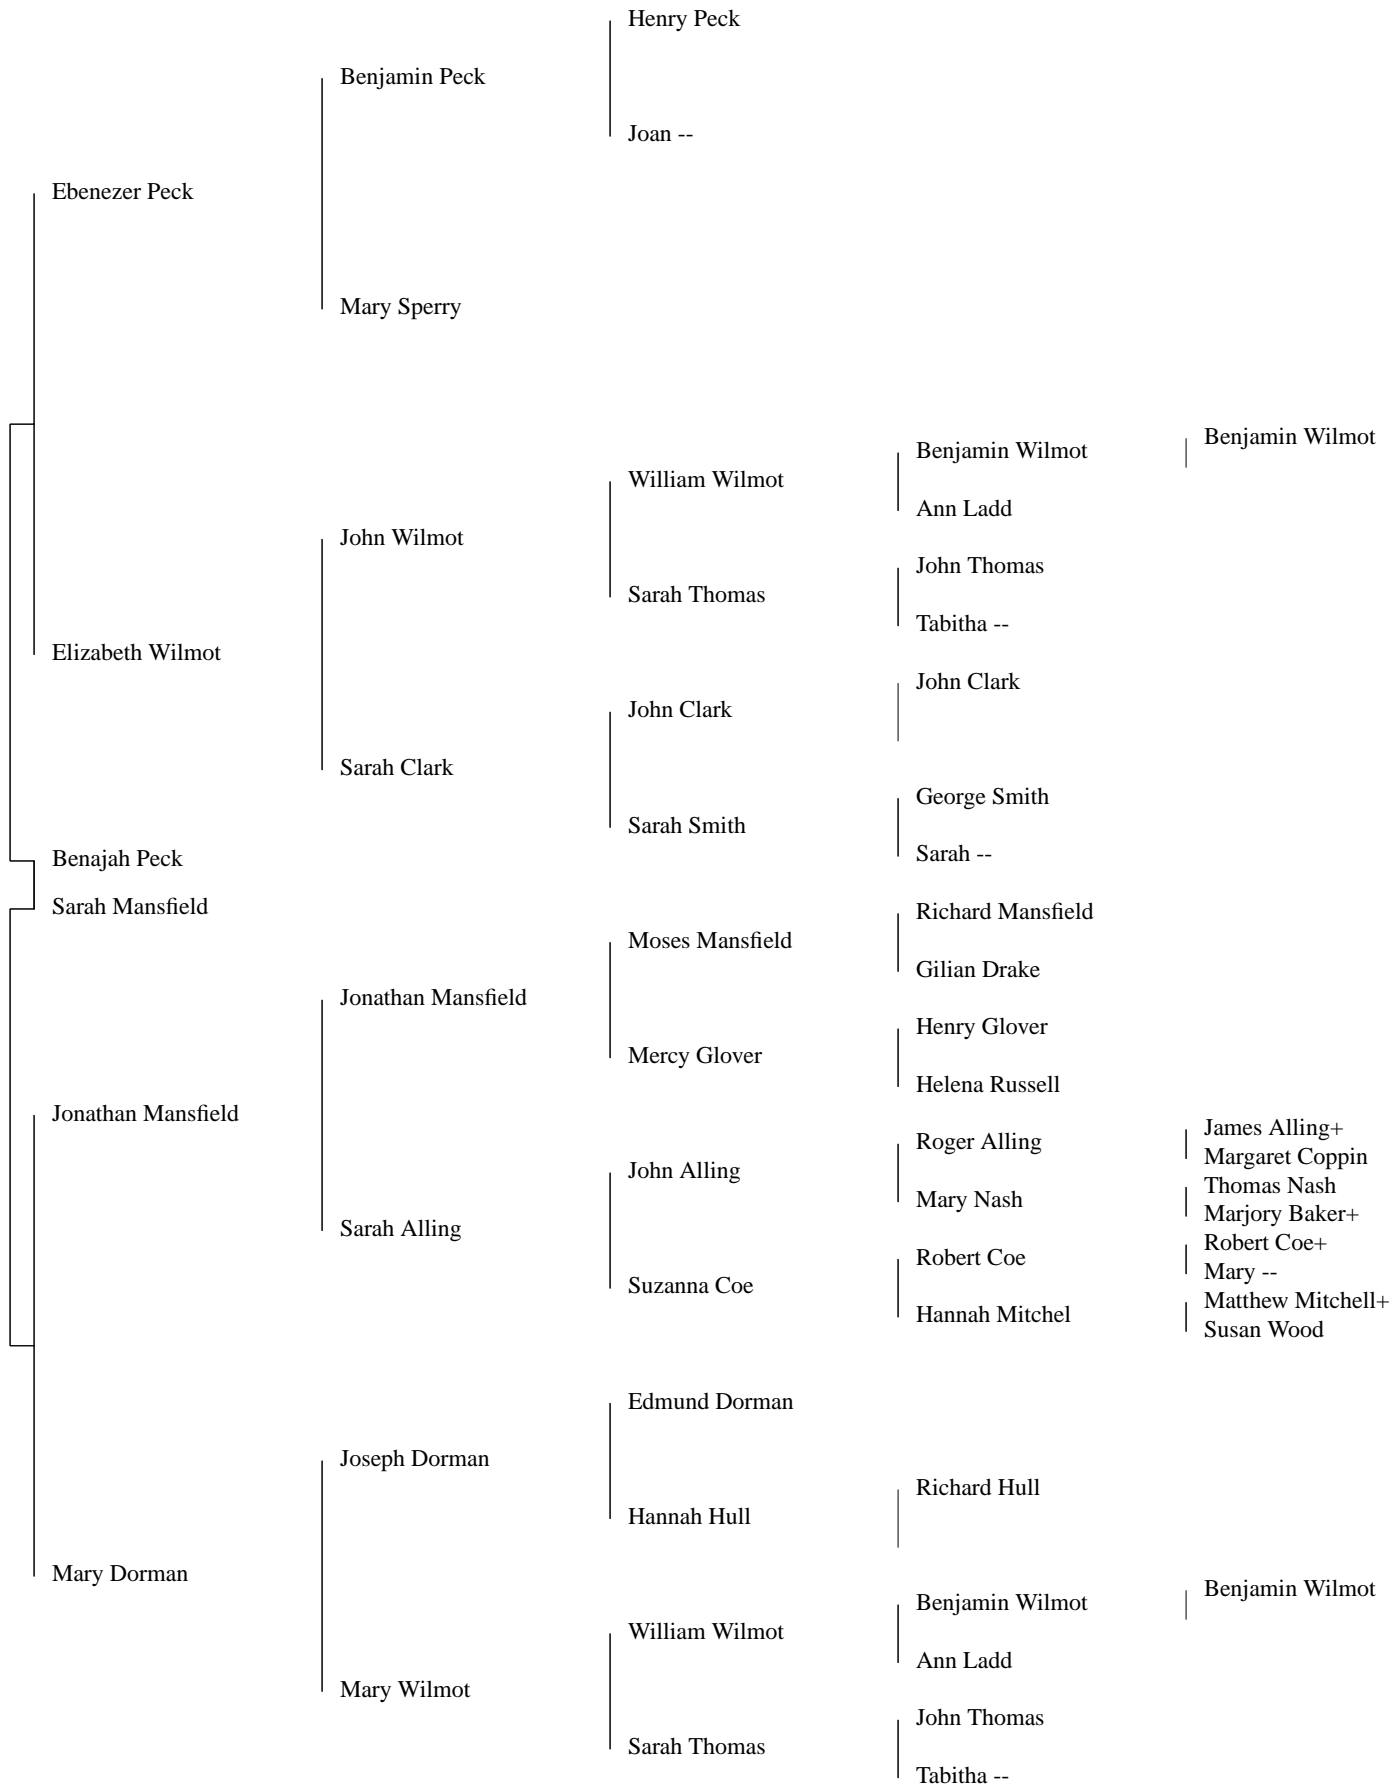 Henry Peck
Benjamin Peck
Joan --
Ebenezer Peck
Mary Sperry
Benjamin Wilmot
Benjamin Wilmot
William Wilmot
Ann Ladd
John Wilmot
John Thomas
Sarah Thomas
Tabitha --
Elizabeth Wilmot
John Clark
John Clark
Sarah Clark
George Smith
Sarah Smith
Sarah --
Benajah Peck
Sarah Mansfield
Richard Mansfield
Moses Mansfield
Gilian Drake
Jonathan Mansfield
Henry Glover
Mercy Glover
Helena Russell
Jonathan Mansfield
James Alling+
Roger Alling
Margaret Coppin
John Alling
Thomas Nash
Mary Nash
Marjory Baker+
Sarah Alling
Robert Coe+
Robert Coe
Mary --
Suzanna Coe
Matthew Mitchell+
Hannah Mitchel
Susan Wood
Edmund Dorman
Joseph Dorman
Richard Hull
Hannah Hull
Mary Dorman
Benjamin Wilmot
Benjamin Wilmot
William Wilmot
Ann Ladd
Mary Wilmot
John Thomas
Sarah Thomas
Tabitha --